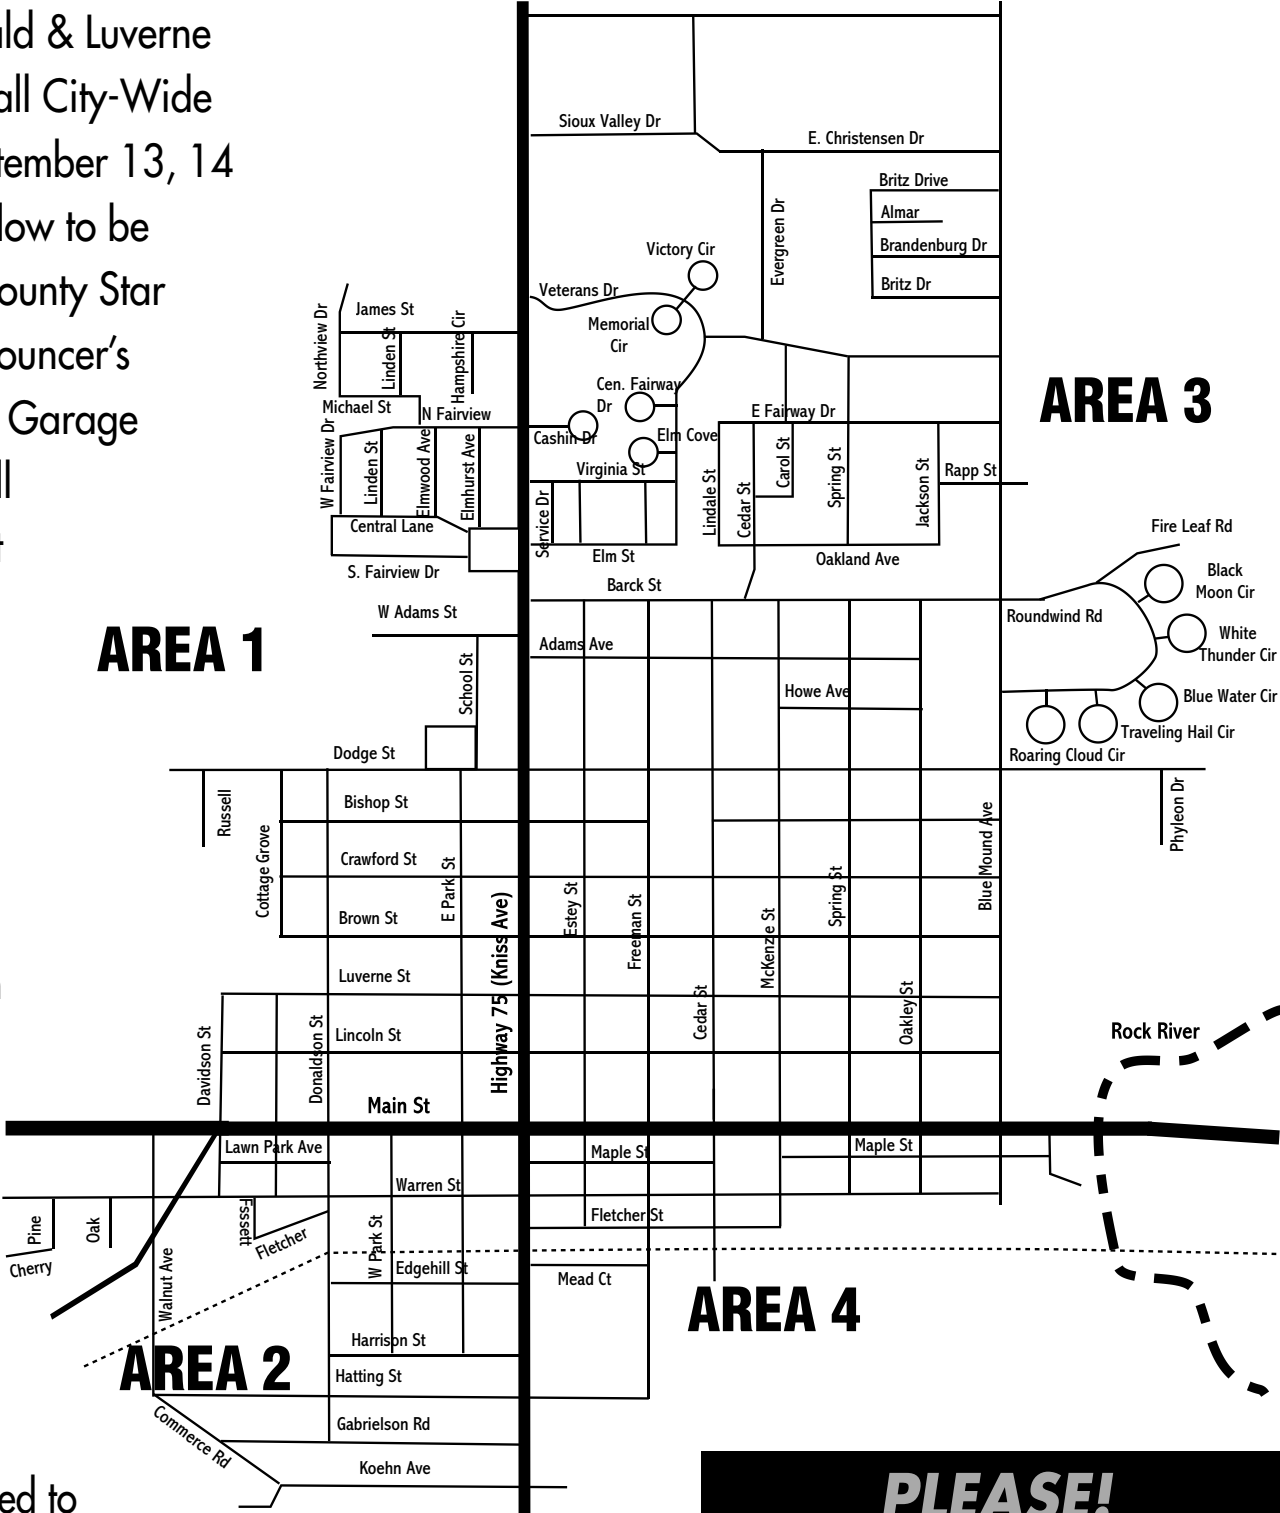 ld & Luverne
all City-Wide
tember 13, 14
low to be
ounty Star
ouncer's
Garage
ll
t
ed to
Sioux Valley Dr
E. Christensen Dr
Britz Drive
Almar
Brandenburg Dr
Britz Dr
Evergreen Dr
Victory Cir
Veterans Dr
Memorial
Cir
James St
Northview Dr
Linden St
Hampshire Cir
Michael St
N Fairview
Cen. Fairway
Dr
Cashin Dr
Elm Cove
E Fairway Dr
AREA 3
W Fairview Dr
Linden St
Elmwood Ave
Elmhurst Ave
Virginia St
Lindale St
Cedar St
Carol St
Spring St
Jackson St
Rapp St
Central Lane
Service Dr
Elm St
Oakland Ave
S. Fairview Dr
Barck St
Fire Leaf Rd
Black
Moon Cir
Roundwind Rd
White
Thunder Cir
Blue Water Cir
Traveling Hail Cir
Roaring Cloud Cir
W Adams St
AREA 1
School St
Adams Ave
Howe Ave
Dodge St
Russell
Bishop St
Phyleon Dr
Cottage Grove
Crawford St
E Park St
Brown St
Highway 75 (Kniss Ave)
Estey St
Freeman St
McKenzie St
Spring St
Blue Mound Ave
Luverne St
Cedar St
Oakley St
Davidson St
Donaldson St
Lincoln St
Rock River
Main St
Lawn Park Ave
Maple St
Maple St
Warren St
Pine
Oak
Fsssett
Fletcher
Fletcher St
W Park St
Cherry
Walnut Ave
Edgehill St
Mead Ct
AREA 4
Harrison St
AREA 2
Hatting St
Commerce Rd
Gabrielson Rd
Koehn Ave
PLEASE!